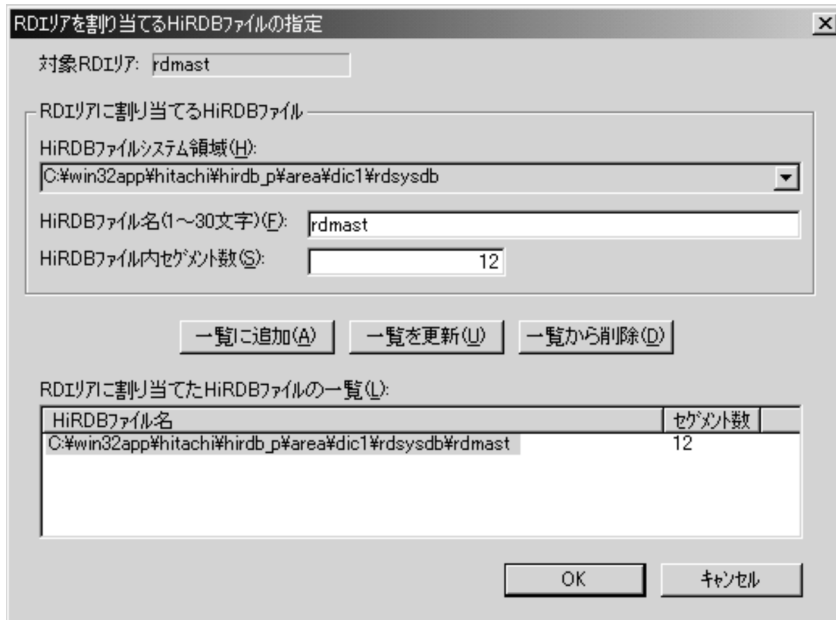 RDエリアを割り当てるHiRDBファイルの指定
対象RDエリア: rdmast
RDエリアに割り当てるHiRDBファイル
HiRDBファイルシステム領域(H):
C:¥win32app¥hitachi¥hirdb_p¥area¥dic1¥rdsysdb
HiRDBファイル名(1～30文字)(F): rdmast
HiRDBファイル内セグメント数(S): 12
一覧に追加(A) 一覧を更新(U) 一覧から削除(D)
RDエリアに割り当てたHiRDBファイルの一覧(L):
HiRDBファイル名 セグメント数
C:¥win32app¥hitachi¥hirdb_p¥area¥dic1¥rdsysdb¥rdmast 12
OK キャンセル